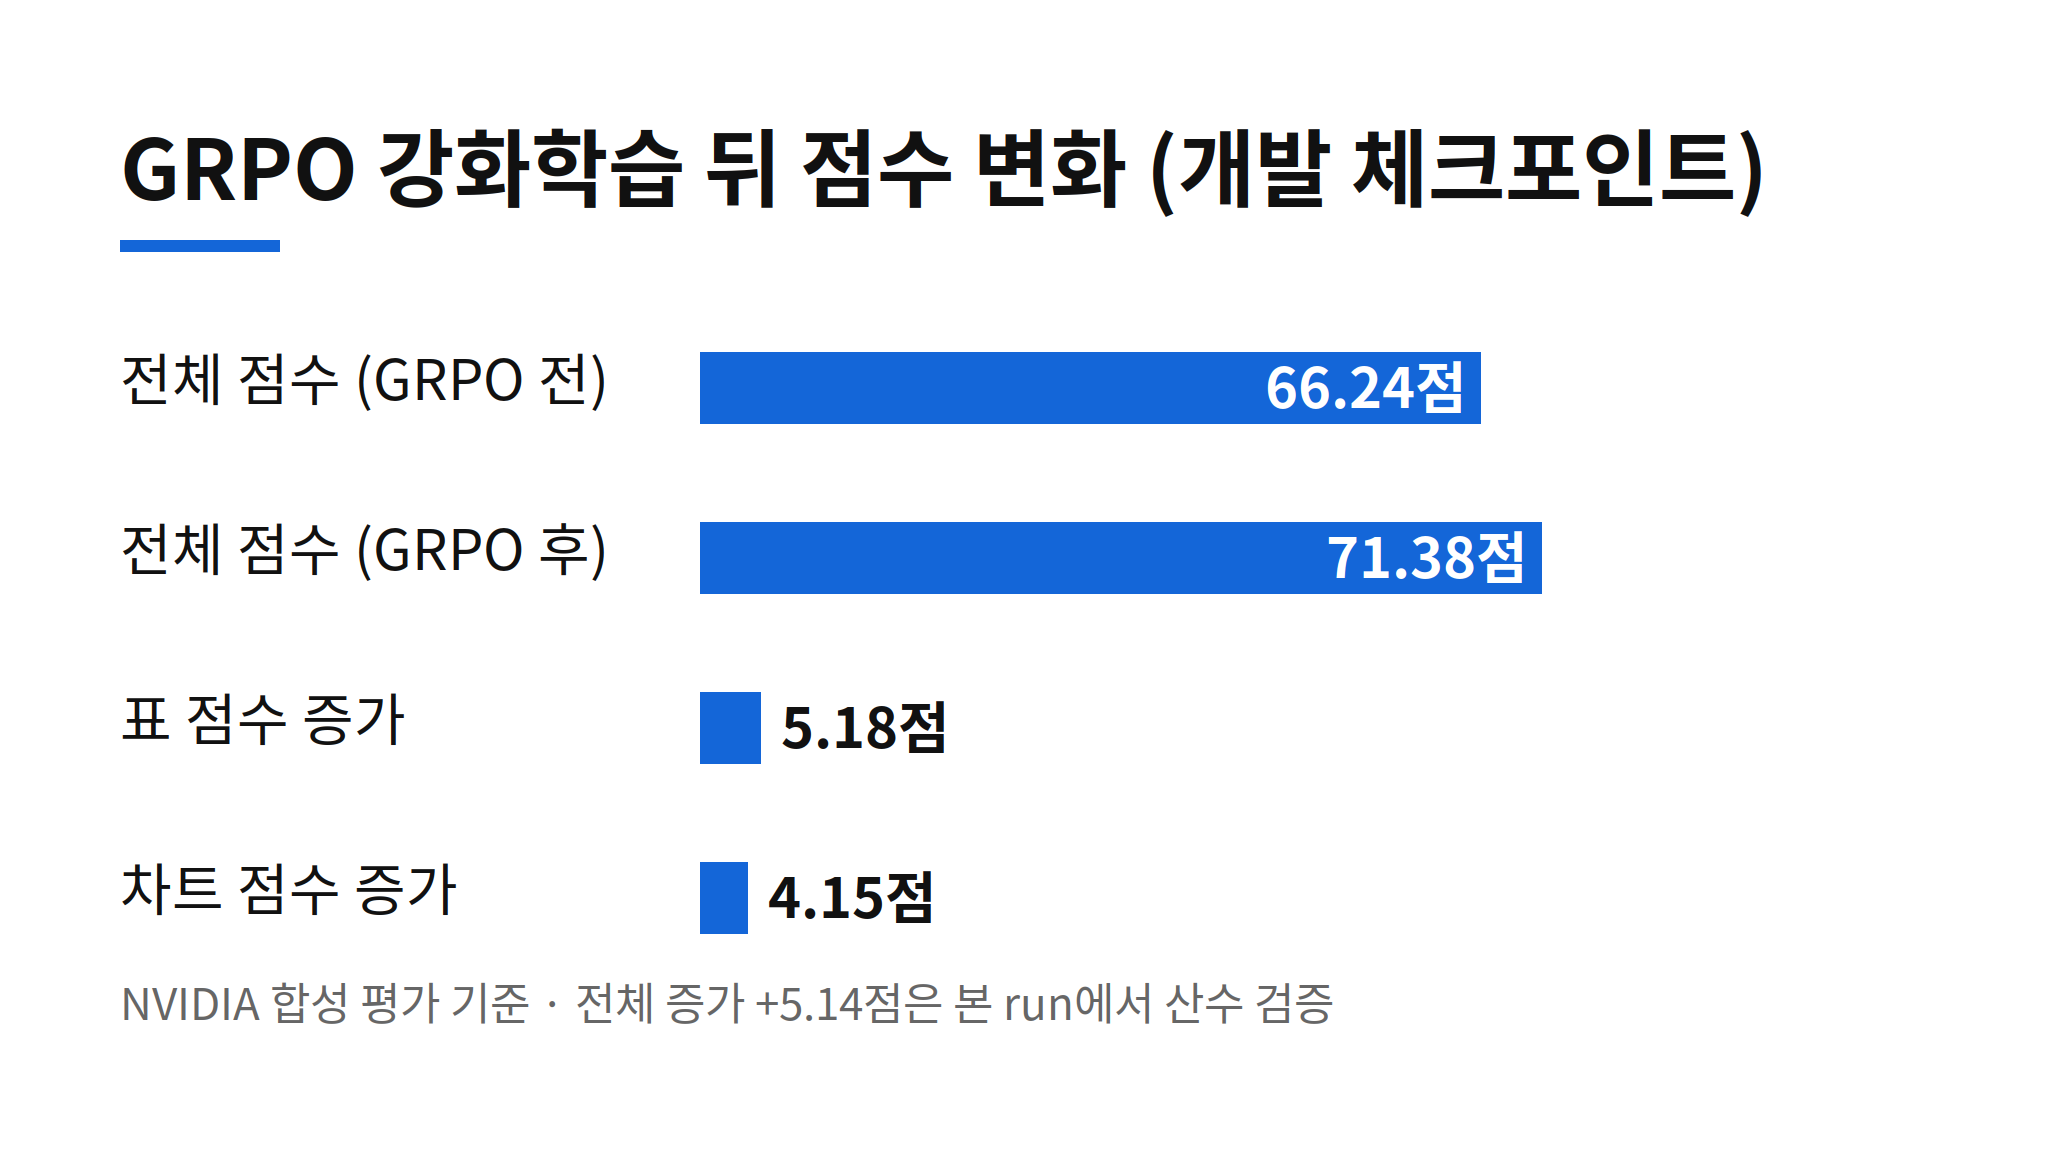 GRPO 강화학습 뒤 점수 변화 (개발 체크포인트)
전체 점수 (GRPO 전) 66.24점
전체 점수 (GRPO 후) 71.38점
표 점수 증가 5.18점
차트 점수 증가 4.15점
NVIDIA 합성 평가 기준 · 전체 증가 +5.14점은 본 run에서 산수 검증